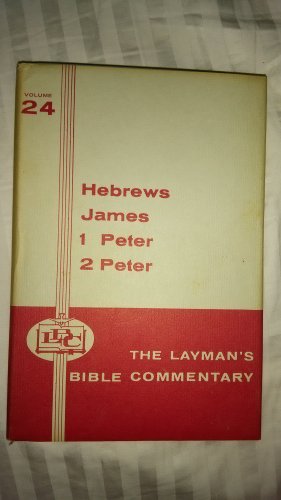 VOLUME
24
Hebrews
James
1 Peter
2 Peter
LBC
THE LAYMAN'S
BIBLE COMMENTARY